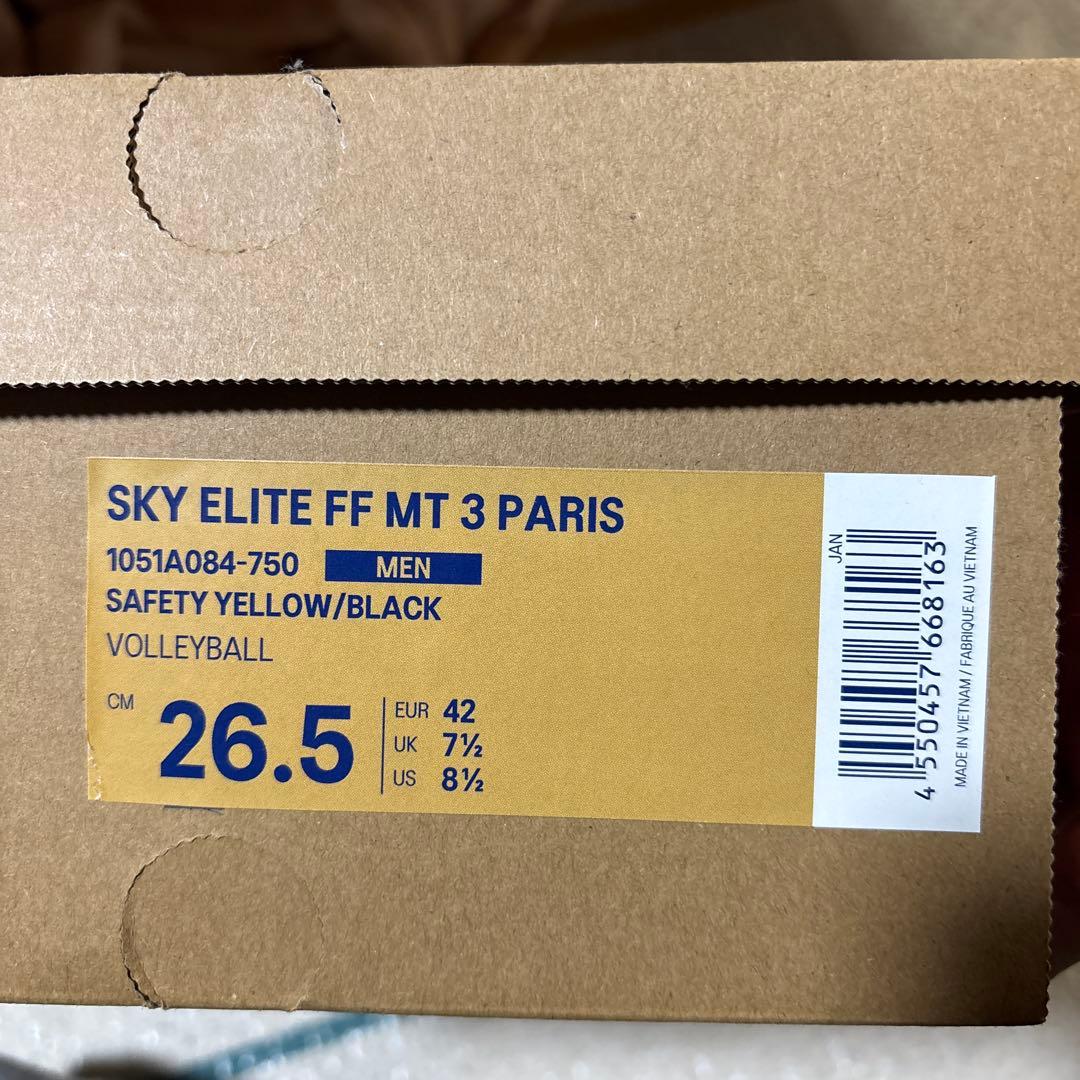 SKY ELITE FF MT 3 PARIS
1051A084-750 MEN
SAFETY YELLOW/BLACK
VOLLEYBALL
CM 26.5
EUR 42
UK 7½
US 8½
JAN
4 550457 668163
MADE IN VIETNAM / FABRIQUE AU VIETNAM